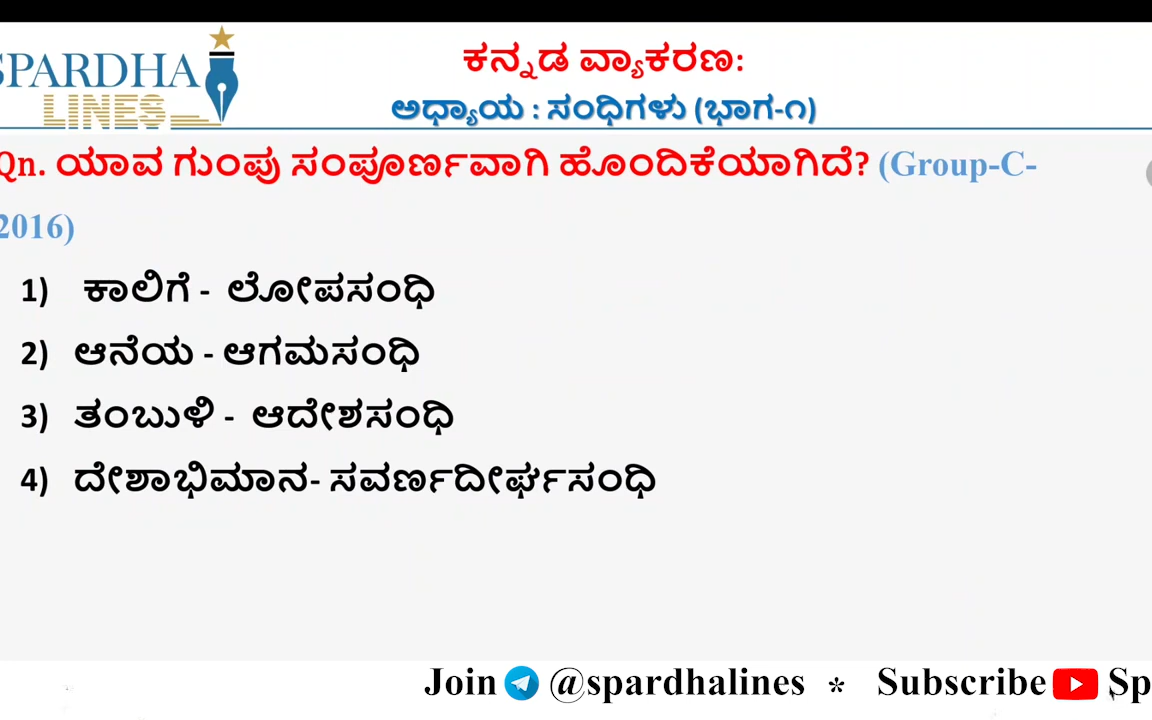 SPARDHA
LINES
ಕನ್ನಡ ವ್ಯಾಕರಣ:
ಅಧ್ಯಾಯ : ಸಂಧಿಗಳು (ಭಾಗ-೧)
Qn. ಯಾವ ಗುಂಪು ಸಂಪೂರ್ಣವಾಗಿ ಹೊಂದಿಕೆಯಾಗಿದೆ? (Group-C-
2016)
1) ಕಾಲಿಗೆ - ಲೋಪಸಂಧಿ
2) ಆನೆಯ - ಆಗಮಸಂಧಿ
3) ತಂಬುಳಿ - ಆದೇಶಸಂಧಿ
4) ದೇಶಾಭಿಮಾನ- ಸವರ್ಣದೀರ್ಘಸಂಧಿ
Join @spardhalines * Subscribe Sp